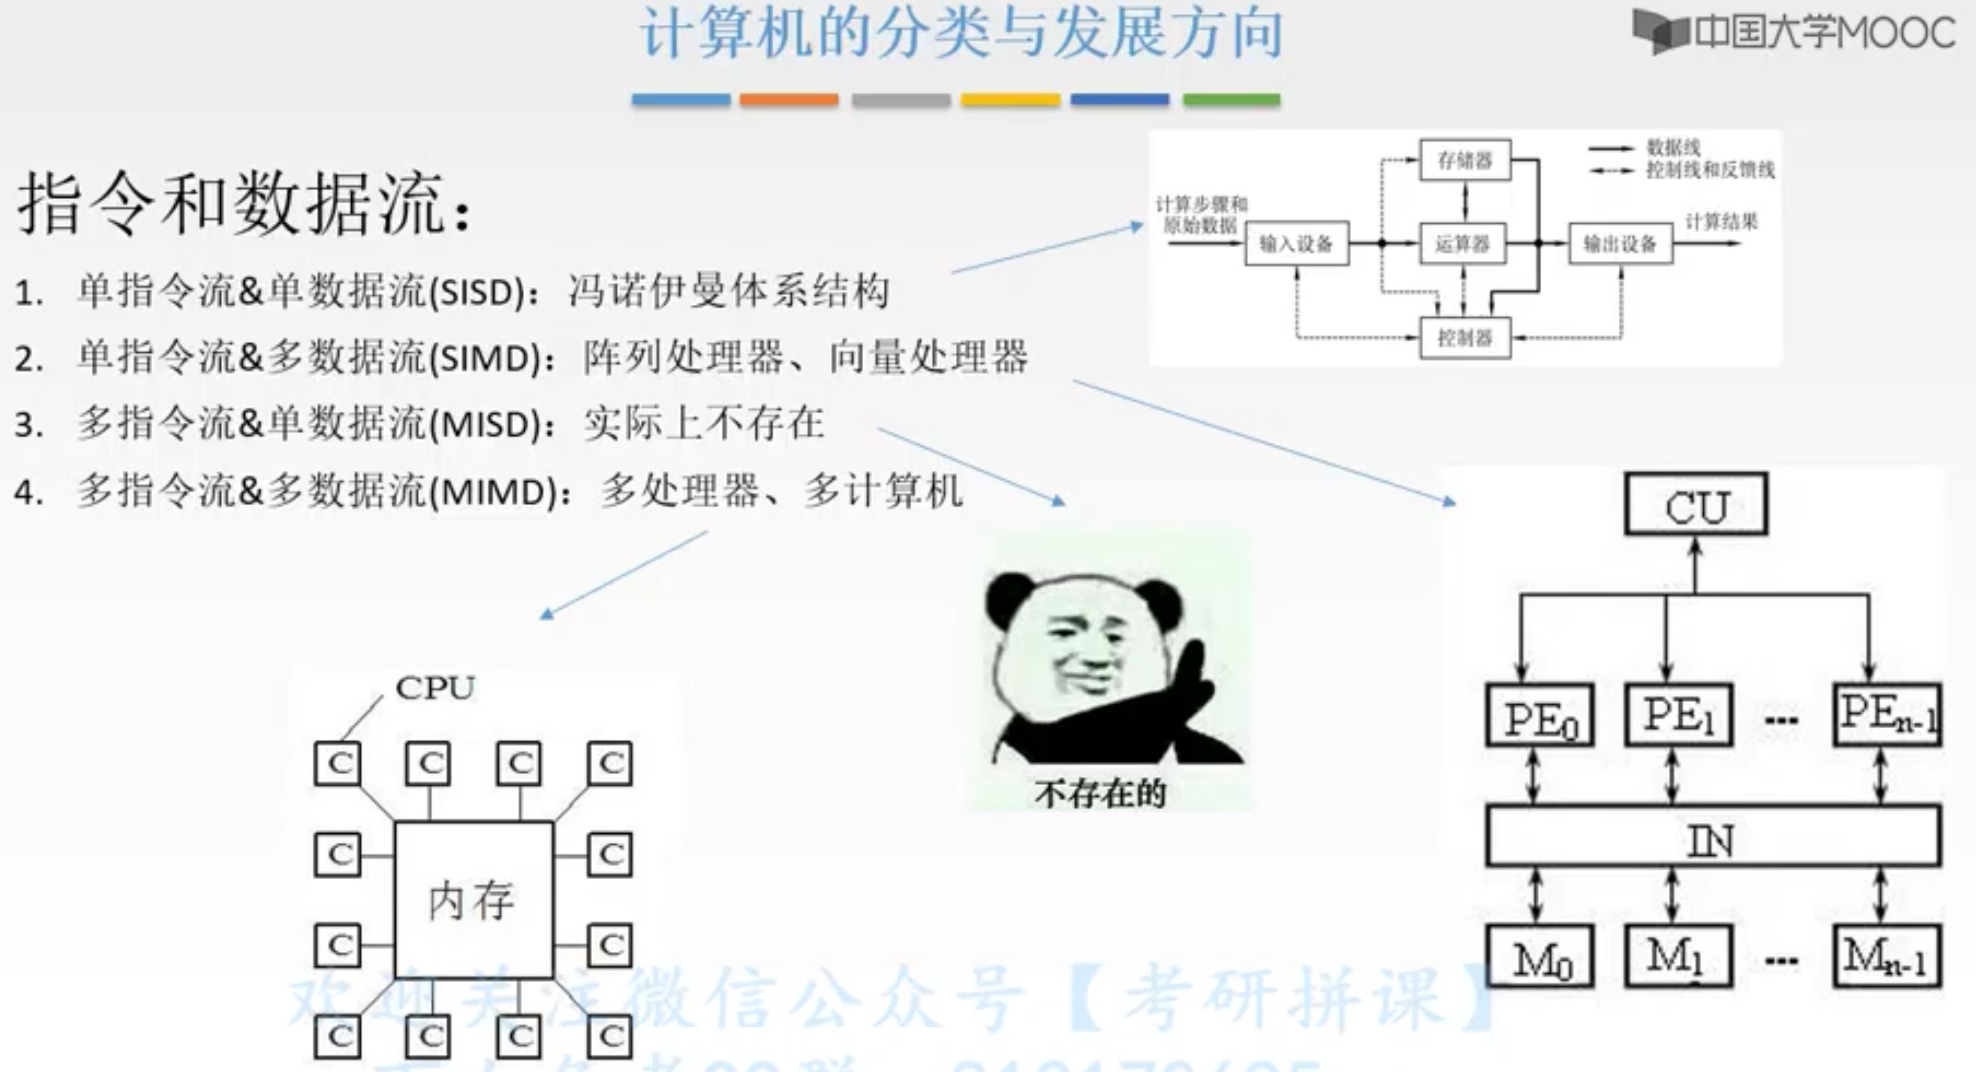 计算机的分类与发展方向
中国大学MOOC
指令和数据流：
1. 单指令流&单数据流(SISD)：冯诺伊曼体系结构
2. 单指令流&多数据流(SIMD)：阵列处理器、向量处理器
3. 多指令流&单数据流(MISD)：实际上不存在
4. 多指令流&多数据流(MIMD)：多处理器、多计算机
数据线
控制线和反馈线
存储器
计算步骤和
原始数据
输入设备
运算器
输出设备
计算结果
控制器
CU
PE0 PE1 ... PEn-1
IN
M0 M1 ... Mn-1
不存在的
CPU
C C C C
C C
内存
C C
C C C C
欢迎关注微信公众号【考研拼课】